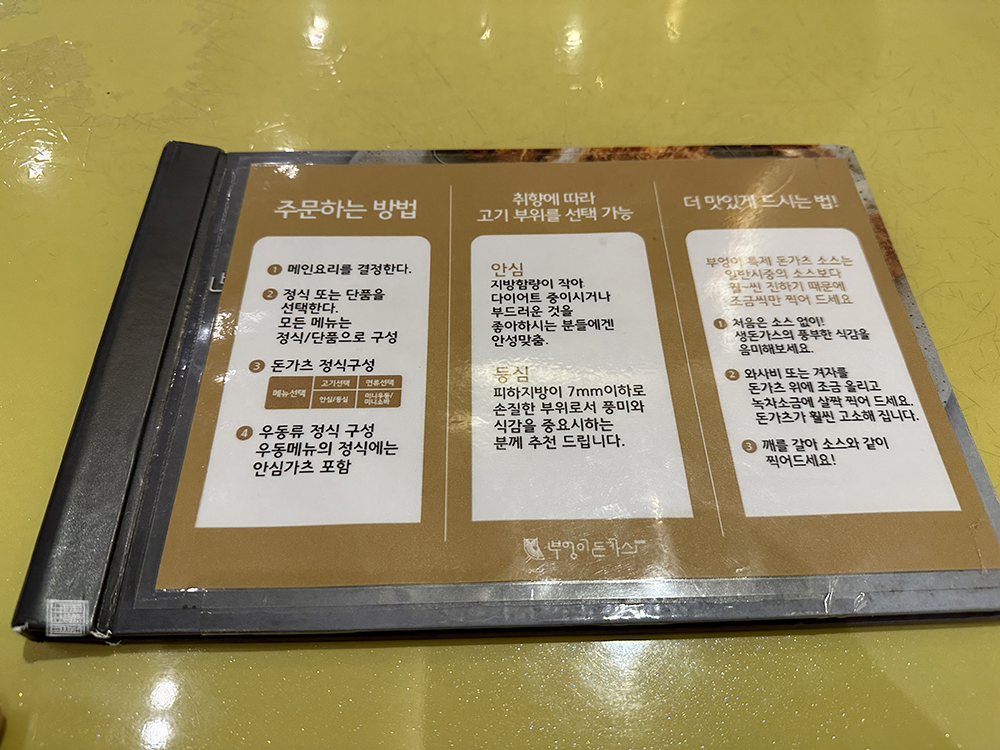 주문하는 방법
1 메인요리를 결정한다.
2 정식 또는 단품을
선택한다.
모든 메뉴는
정식/단품으로 구성
3 돈가츠 정식구성
메뉴선택 고기선택 면류선택
안심/등심 미니우동/
미니소바
4 우동류 정식 구성
우동메뉴의 정식에는
안심가츠 포함
취향에 따라
고기 부위를 선택 가능
안심
지방함량이 작아
다이어트 중이시거나
부드러운 것을
좋아하시는 분들에겐
안성맞춤.
등심
피하지방이 7mm이하로
손질한 부위로서 풍미와
식감을 중요시하는
분께 추천 드립니다.
더 맛있게 드시는 법!
부엉이 특제 돈가츠 소스는
일반시중의 소스보다
훨~씬 진하기 때문에
조금씩만 찍어 드세요
1 처음은 소스 없이!
생돈가스의 풍부한 식감을
음미해보세요.
2 와사비 또는 겨자를
돈가츠 위에 조금 올리고
녹차소금에 살짝 찍어 드세요.
돈가츠가 훨씬 고소해 집니다.
3 깨를 갈아 소스와 같이
찍어드세요!
부엉이돈카스